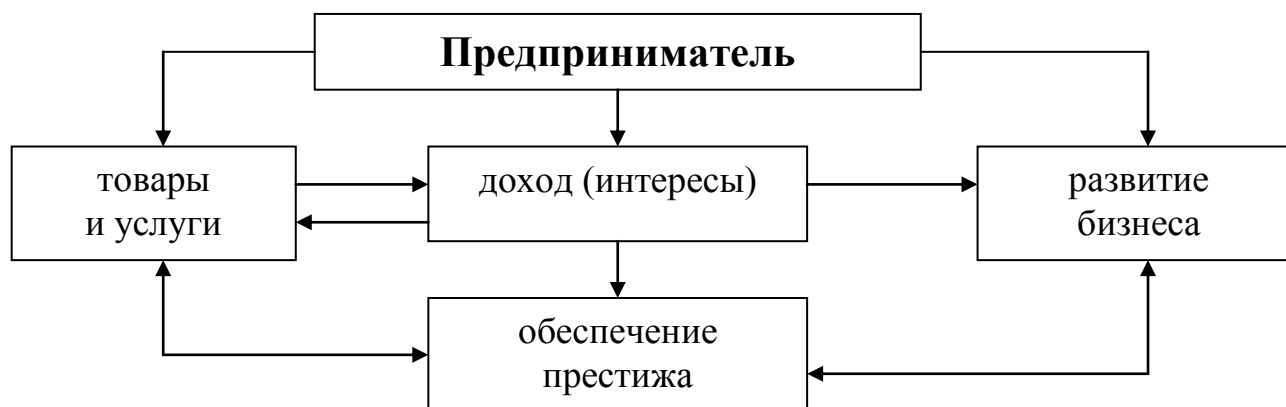 Предприниматель
товары
и услуги
доход (интересы)
развитие
бизнеса
обеспечение
престижа